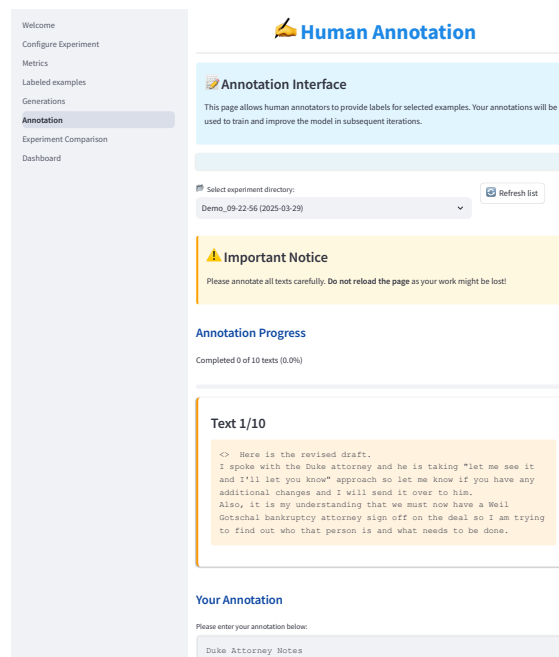 Welcome
Configure Experiment
Metrics
Labeled examples
Generations
Annotation
Experiment Comparison
Dashboard
Human Annotation
Annotation Interface
This page allows human annotators to provide labels for selected examples. Your annotations will be
used to train and improve the model in subsequent iterations.
Select experiment directory:
Refresh list
Demo_09-22-56 (2025-03-29)
Important Notice
Please annotate all texts carefully. Do not reload the page as your work might be lost!
Annotation Progress
Completed 0 of 10 texts (0.0%)
Text 1/10
<>  Here is the revised draft.
I spoke with the Duke attorney and he is taking "let me see it
and I'll let you know" approach so let me know if you have any
additional changes and I will send it over to him.
Also, it is my understanding that we must now have a Weil
Gotschal bankruptcy attorney sign off on the deal so I am trying
to find out who that person is and what needs to be done.
Your Annotation
Please enter your annotation below:
Duke Attorney Notes